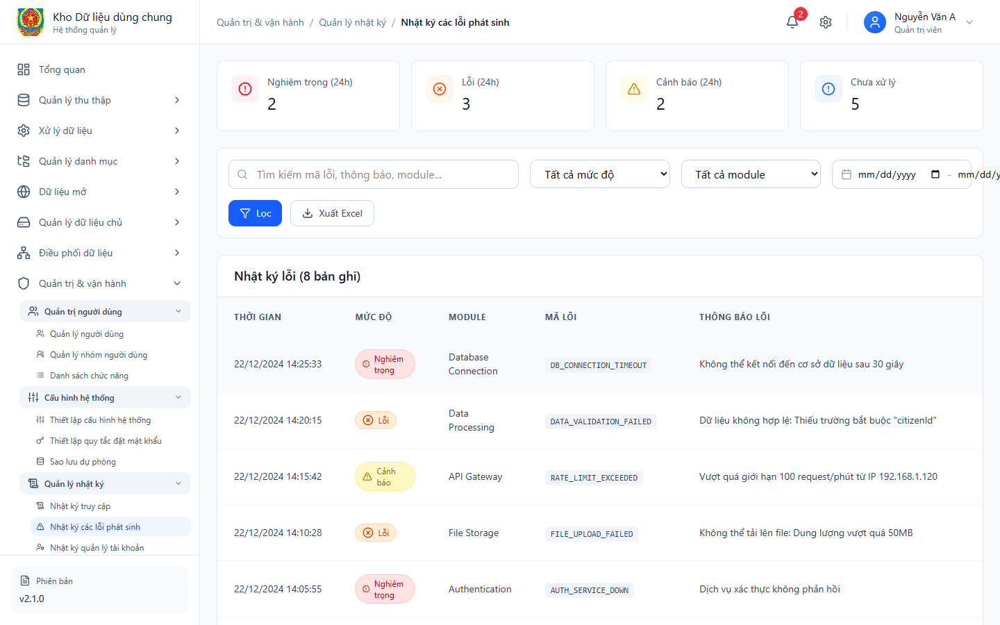 Kho Dữ liệu dùng chung
Hệ thống quản lý
Quản trị & vận hành / Quản lý nhật ký / Nhật ký các lỗi phát sinh
2
Nguyễn Văn A
Quản trị viên
Tổng quan
Quản lý thu thập
Xử lý dữ liệu
Quản lý danh mục
Dữ liệu mở
Quản lý dữ liệu chủ
Điều phối dữ liệu
Quản trị & vận hành
Quản trị người dùng
Quản lý người dùng
Quản lý nhóm người dùng
Danh sách chức năng
Cấu hình hệ thống
Thiết lập cấu hình hệ thống
Thiết lập quy tắc đặt mật khẩu
Sao lưu dự phòng
Quản lý nhật ký
Nhật ký truy cập
Nhật ký các lỗi phát sinh
Nhật ký quản lý tài khoản
Phiên bản
v2.1.0
Nghiêm trọng (24h)
2
Lỗi (24h)
3
Cảnh báo (24h)
2
Chưa xử lý
5
Tìm kiếm mã lỗi, thông báo, module...
Tất cả mức độ
Tất cả module
mm/dd/yyyy - mm/dd/y
Lọc
Xuất Excel
Nhật ký lỗi (8 bản ghi)
THỜI GIAN MỨC ĐỘ MODULE MÃ LỖI THÔNG BÁO LỖI
22/12/2024 14:25:33 Nghiêm trọng Database Connection DB_CONNECTION_TIMEOUT Không thể kết nối đến cơ sở dữ liệu sau 30 giây
22/12/2024 14:20:15 Lỗi Data Processing DATA_VALIDATION_FAILED Dữ liệu không hợp lệ: Thiếu trường bắt buộc "citizenId"
22/12/2024 14:15:42 Cảnh báo API Gateway RATE_LIMIT_EXCEEDED Vượt quá giới hạn 100 request/phút từ IP 192.168.1.120
22/12/2024 14:10:28 Lỗi File Storage FILE_UPLOAD_FAILED Không thể tải lên file: Dung lượng vượt quá 50MB
22/12/2024 14:05:55 Nghiêm trọng Authentication AUTH_SERVICE_DOWN Dịch vụ xác thực không phản hồi